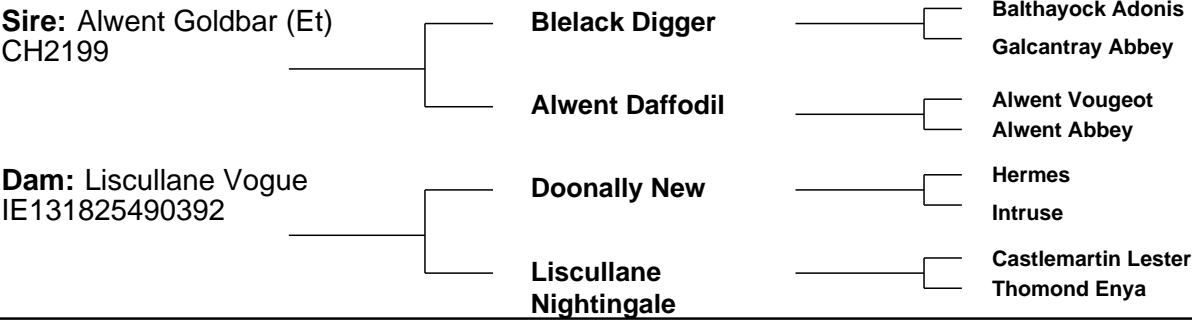 Sire: Alwent Goldbar (Et)
CH2199
Blelack Digger
Balthayock Adonis
Galcantray Abbey
Alwent Daffodil
Alwent Vougeot
Alwent Abbey
Dam: Liscullane Vogue
IE131825490392
Doonally New
Hermes
Intruse
Liscullane
Nightingale
Castlemartin Lester
Thomond Enya